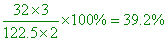 32×3/122.5×2 ×100% = 39.2%